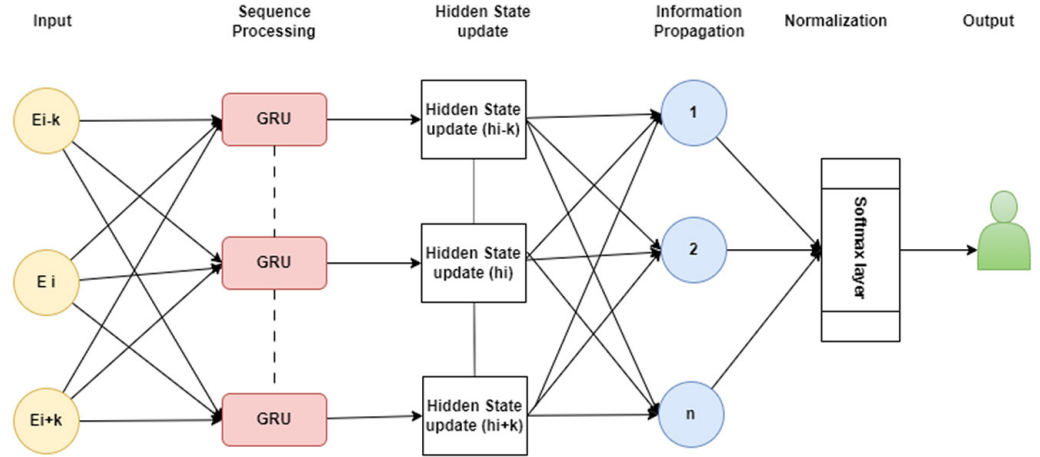 Input
Sequence
Processing
Hidden State
update
Information
Propagation
Normalization
Output
Ei-k
GRU
Hidden State
update (hi-k)
1
E i
GRU
Hidden State
update (hi)
2
Softmax layer
Ei+k
GRU
Hidden State
update (hi+k)
n